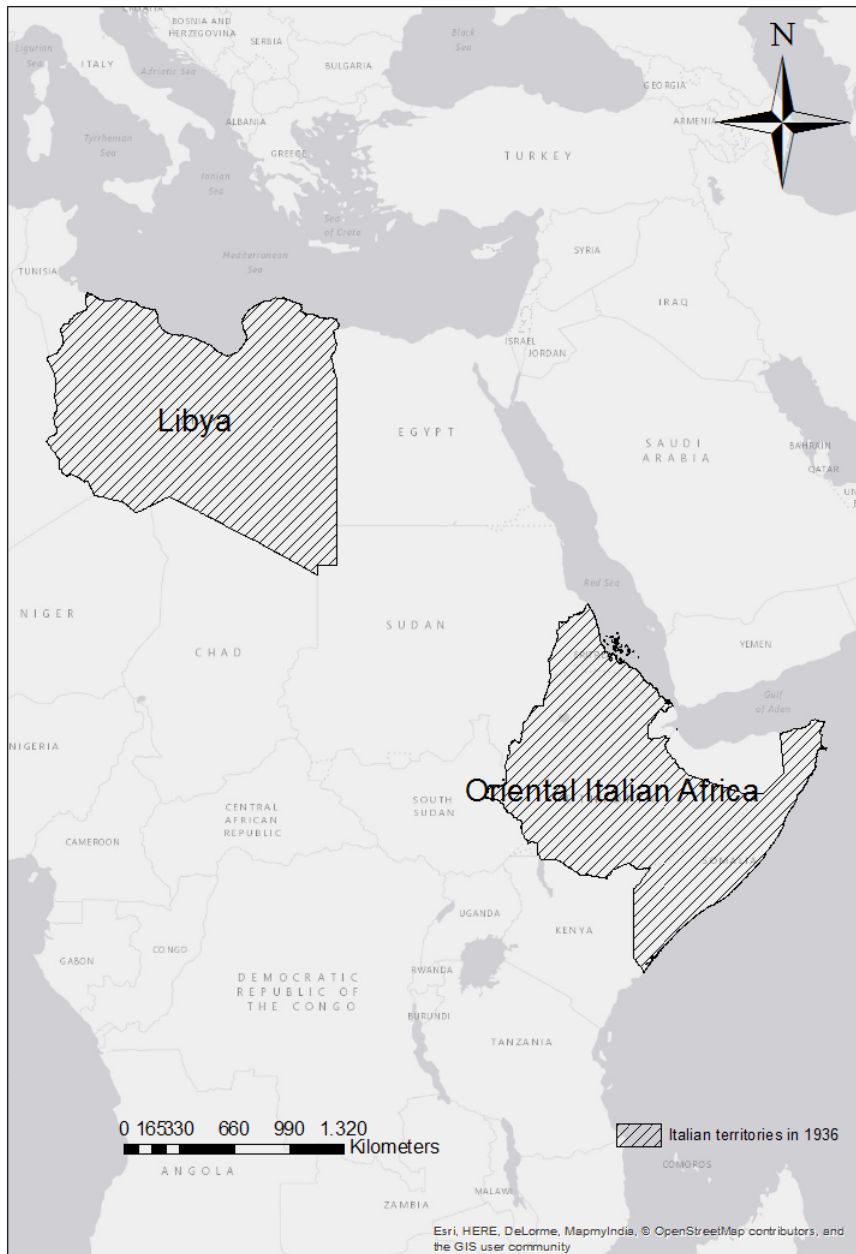 CROATIA
BOSNIA AND
HERZEGOVINA
Ligurian
Sea
ITALY
SERBIA
Adriatic Sea
BULGARIA
Black
Sea
N
GEORGIA
ARMENIA
ALBANIA
Tyrrhenian
Sea
GREECE
TURKEY
Ionian
Sea
Sea
of Crete
Mediterranean
Sea
TUNISIA
SYRIA
IRAQ
ISRAEL
JORDAN
Libya
EGYPT
SAUDI
ARABIA
BAHRAIN
QATAR
Red Sea
NIGER
SUDAN
CHAD
YEMEN
ERITR
Gulf
of Aden
NIGERIA
Oriental Italian Africa
SOUTH
SUDAN
CENTRAL
AFRICAN
REPUBLIC
CAMEROON
SOMALIA
UGANDA
KENYA
GABON
CONGO
RWANDA
DEMOCRATIC
REPUBLIC OF
THE CONGO
BURUNDI
TANZANIA
0 165 330 660 990 1.320
Kilometers
Italian territories in 1936
ANGOLA
COMOROS
MALAWI
ZAMBIA
Esri, HERE, DeLorme, MapmyIndia, © OpenStreetMap contributors, and
the GIS user community